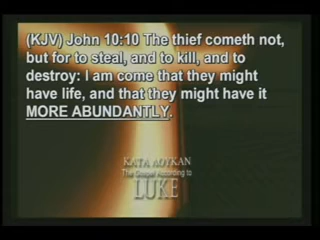 (KJV) John 10:10 The thief cometh not,
but for to steal, and to kill, and to
destroy: I am come that they might
have life, and that they might have it
MORE ABUNDANTLY.
ΚΑΤΑ ΛΟΥΚΑΝ
The Gospel According to
LUKE